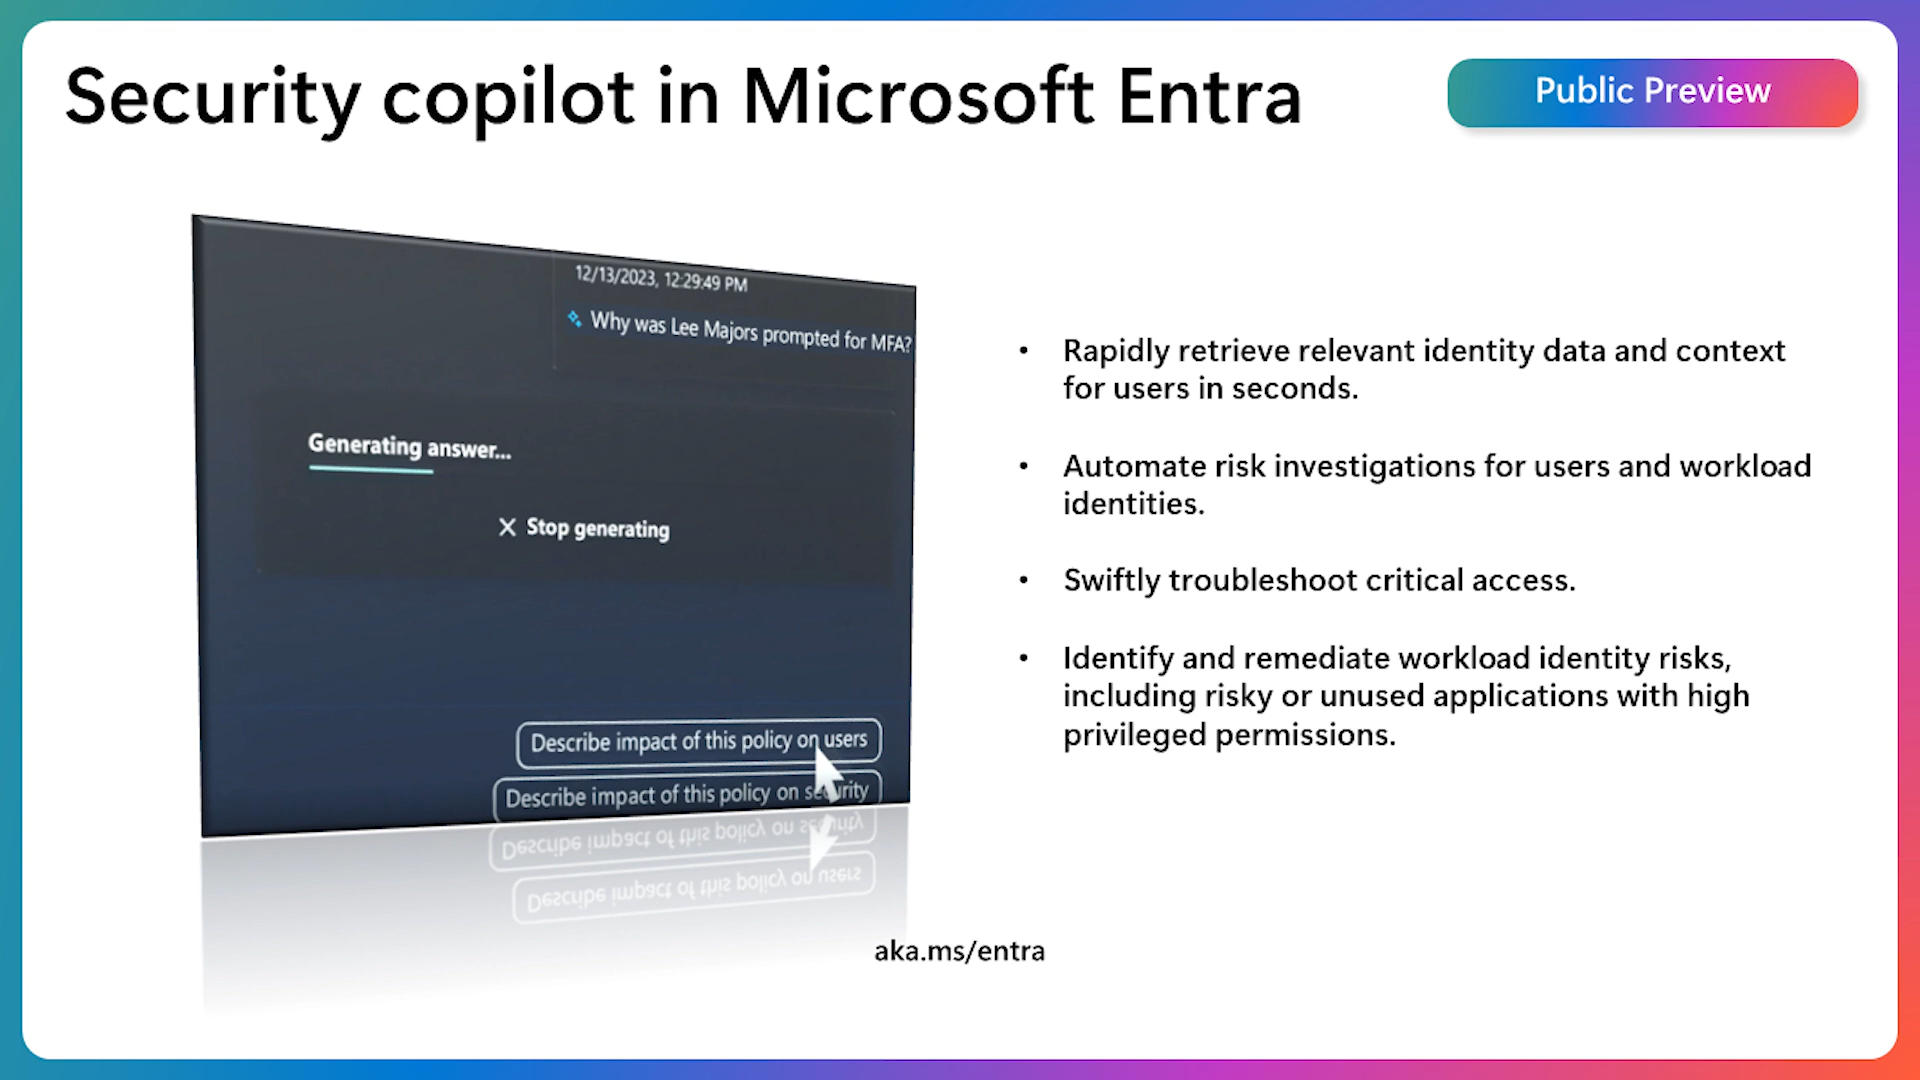 Security copilot in Microsoft Entra
Public Preview
12/13/2023, 12:29:49 PM
Why was Lee Majors prompted for MFA?
Generating answer...
Stop generating
Describe impact of this policy on users
Describe impact of this policy on security
• Rapidly retrieve relevant identity data and context
for users in seconds.
• Automate risk investigations for users and workload
identities.
• Swiftly troubleshoot critical access.
• Identify and remediate workload identity risks,
including risky or unused applications with high
privileged permissions.
aka.ms/entra